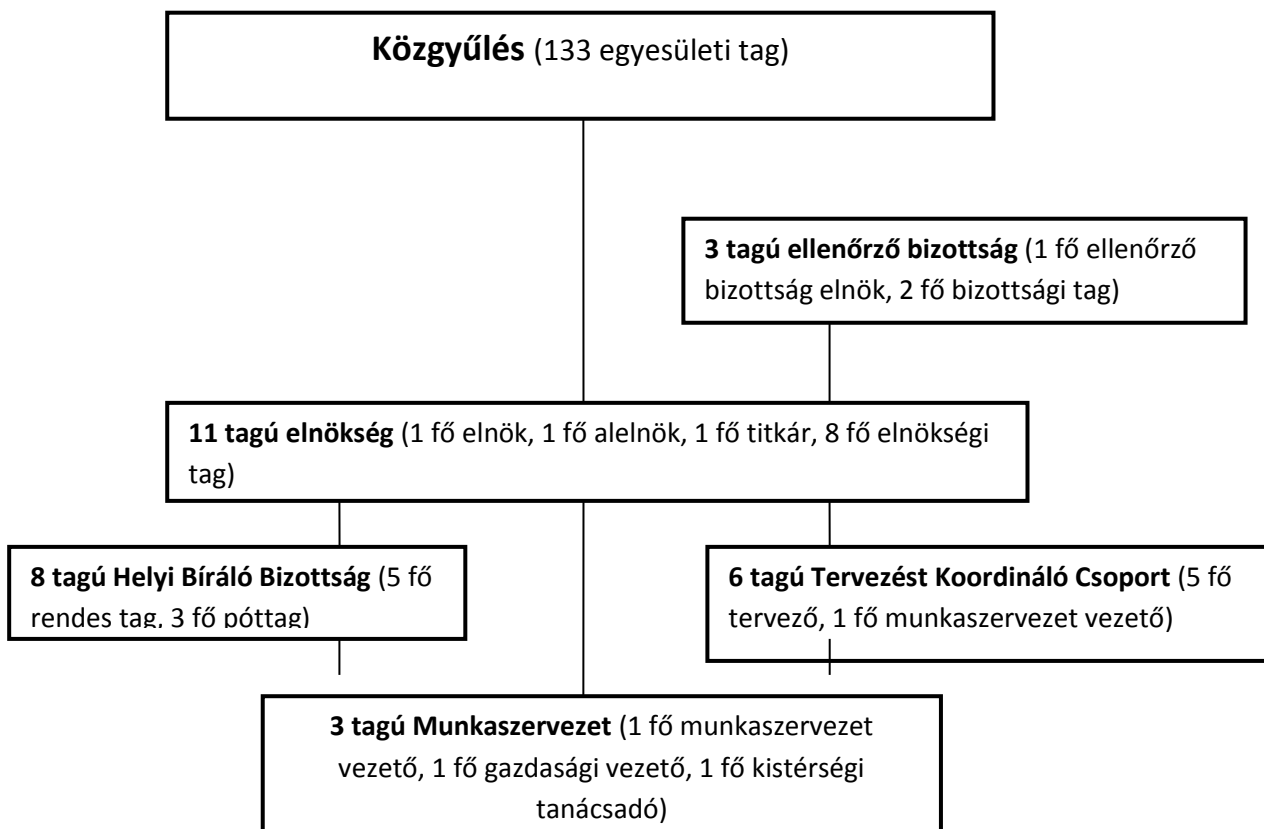 Közgyűlés (133 egyesületi tag)
3 tagú ellenőrző bizottság (1 fő ellenőrző
bizottság elnök, 2 fő bizottsági tag)
11 tagú elnökség (1 fő elnök, 1 fő alelnök, 1 fő titkár, 8 fő elnökségi
tag)
8 tagú Helyi Bíráló Bizottság (5 fő
rendes tag, 3 fő póttag)
6 tagú Tervezést Koordináló Csoport (5 fő
tervező, 1 fő munkaszervezet vezető)
3 tagú Munkaszervezet (1 fő munkaszervezet
vezető, 1 fő gazdasági vezető, 1 fő kistérségi
tanácsadó)